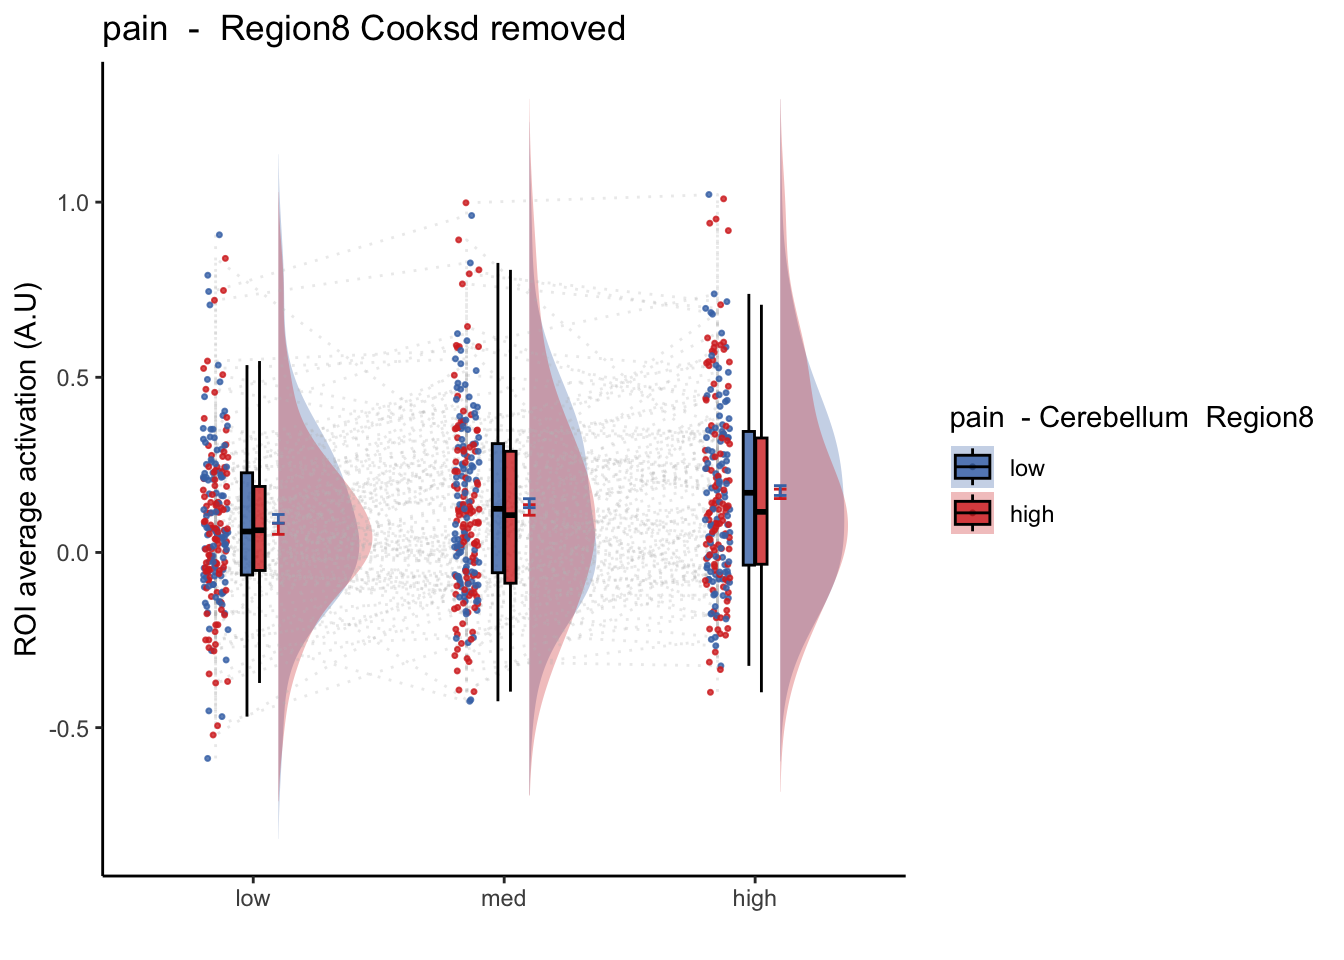 pain  -  Region8 Cooksd removed
ROI average activation (A.U)
1.0
0.5
0.0
-0.5
low
med
high
pain  - Cerebellum  Region8
low
high